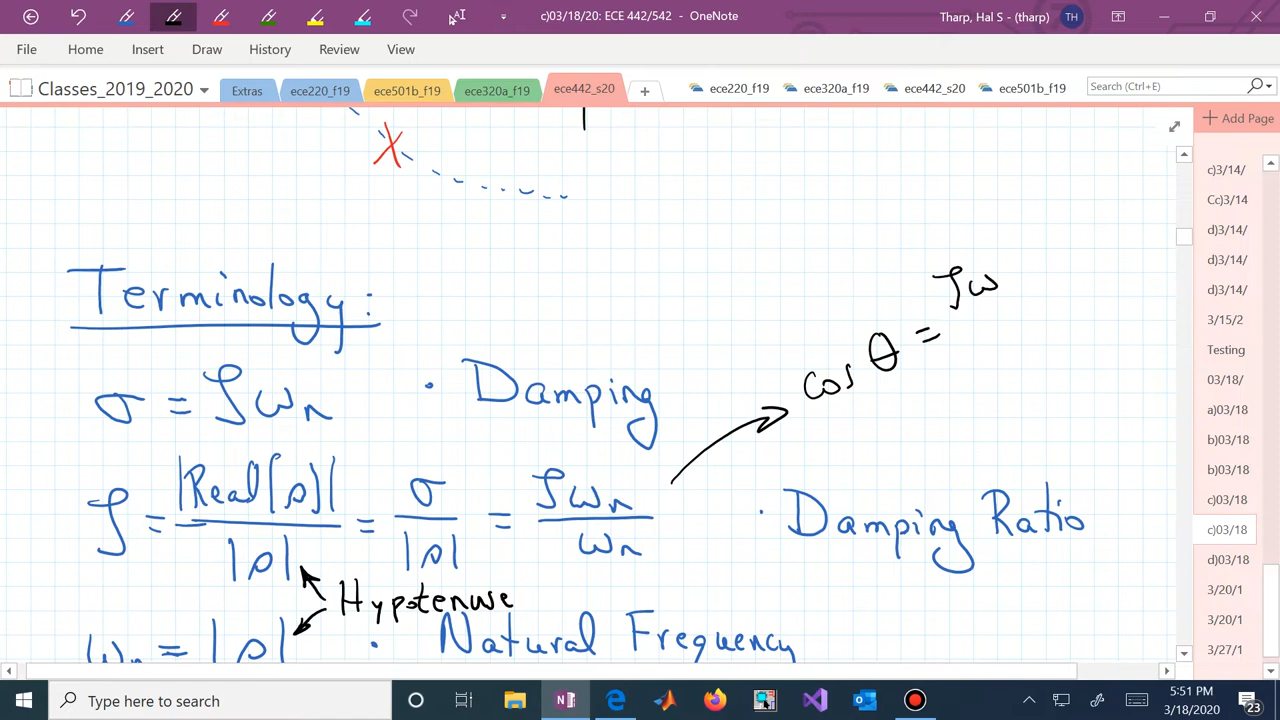 c)03/18/20: ECE 442/542 - OneNote
Tharp, Hal S - (tharp)
TH
File Home Insert Draw History Review View
Classes_2019_2020
Extras ece220_f19 ece501b_f19 ece320a_f19 ece442_s20
ece220_f19 ece320a_f19 ece442_s20 ece501b_f19
Search (Ctrl+E)
Add Page
c)3/14/
Cc)3/14
d)3/14/
d)3/14/
d)3/14/
3/15/2
Testing
03/18/
a)03/18
b)03/18
b)03/18
c)03/18
c)03/18
d)03/18
3/20/1
3/20/1
3/27/1
X
Terminology:
σ = ζωn · Damping
cos θ = ζω
ζ = |Real[s]| / |s| = σ / |s| = ζωn / ωn · Damping Ratio
Hypotenuse
ωn = |s| · Natural Frequency
Type here to search
5:51 PM
3/18/2020
23